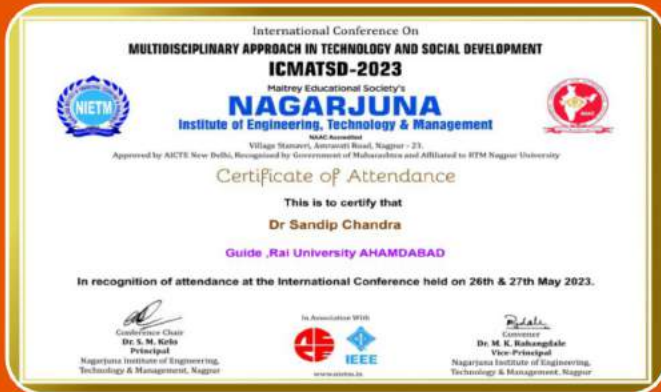 International Conference On
MULTIDISCIPLINARY APPROACH IN TECHNOLOGY AND SOCIAL DEVELOPMENT
ICMATSD-2023
Maitrey Educational Society's
NAGARJUNA
Institute of Engineering, Technology & Management
NAAC Accredited
Village Satnavri, Amravati Road, Nagpur - 23.
Approved by AICTE New Delhi, Recognised by Government of Maharashtra and Affiliated to RTM Nagpur University
NIETM
Certificate of Attendance
This is to certify that
Dr Sandip Chandra
Guide ,Rai University AHAMDABAD
In recognition of attendance at the International Conference held on 26th & 27th May 2023.
Conference Chair
Dr. S. M. Kelo
Principal
Nagarjuna Institute of Engineering,
Technology & Management, Nagpur
In Association With
IEEE
www.nietm.in
Convener
Dr. M. K. Rahangdale
Vice-Principal
Nagarjuna Institute of Engineering,
Technology & Management, Nagpur